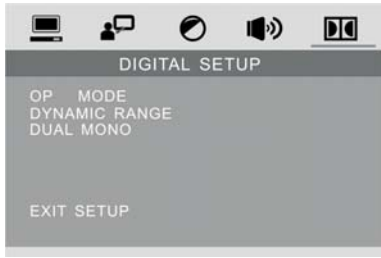 DIGITAL SETUP
OP MODE
DYNAMIC RANGE
DUAL MONO
EXIT SETUP